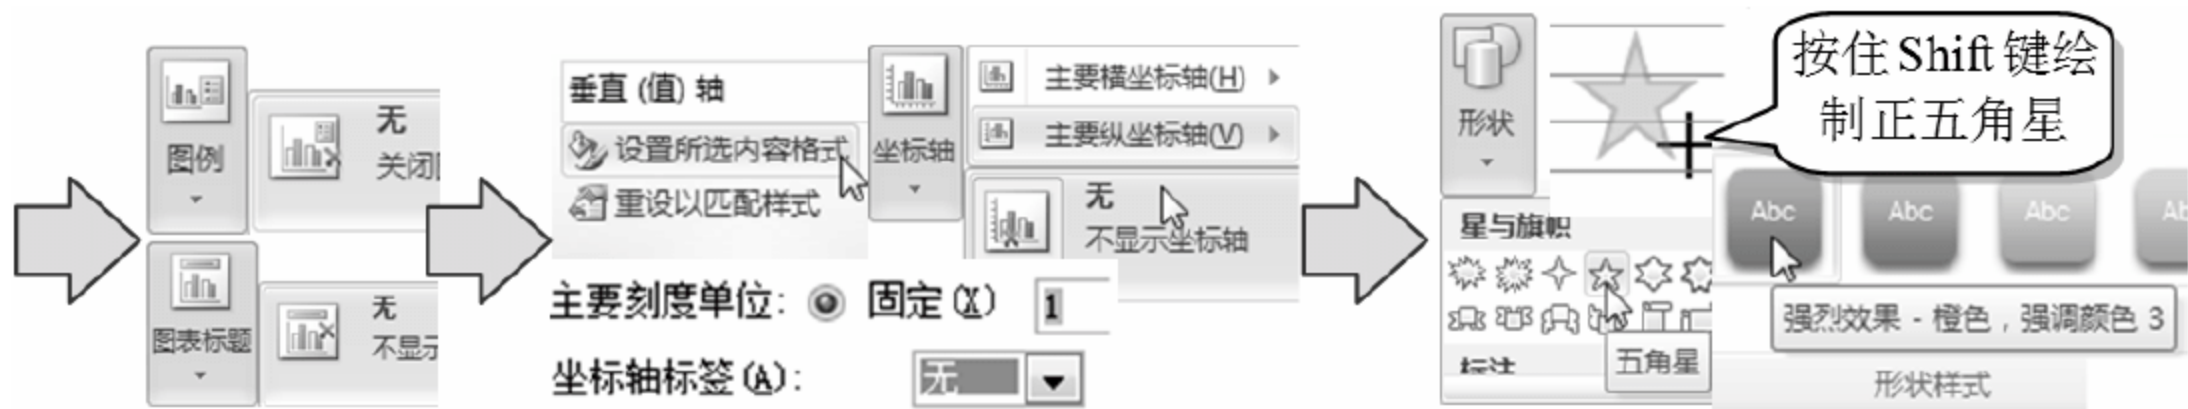 图例
无
关闭
图表标题
无
不显示
垂直 (值) 轴
设置所选内容格式
重设以匹配样式
坐标轴
主要横坐标轴(H)
主要纵坐标轴(V)
无
不显示坐标轴
主要刻度单位: 固定(X) 1
坐标轴标签(A): 无
形状
按住 Shift 键绘
制正五角星
星与旗帜
五角星
标注
Abc Abc Abc Ab
强烈效果 - 橙色，强调颜色 3
形状样式